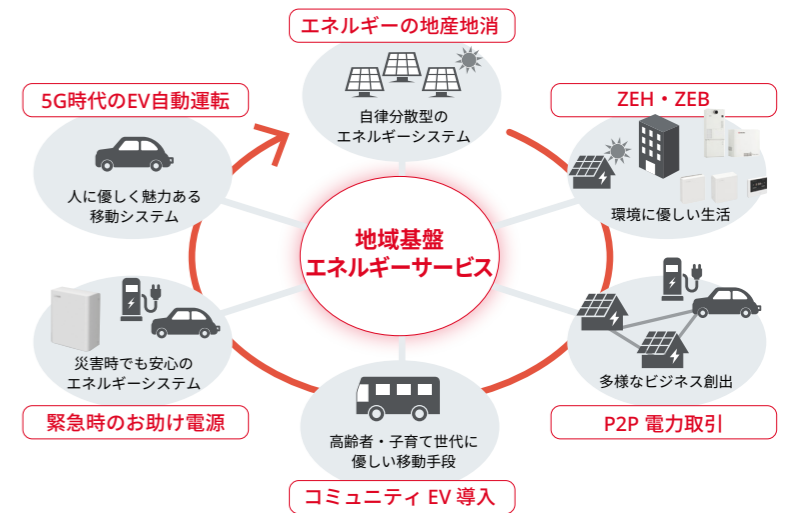 エネルギーの地産地消
自律分散型の
エネルギーシステム
ZEH・ZEB
環境に優しい生活
多様なビジネス創出
P2P 電力取引
高齢者・子育て世代に
優しい移動手段
コミュニティ EV 導入
災害時でも安心の
エネルギーシステム
緊急時のお助け電源
5G時代のEV自動運転
人に優しく魅力ある
移動システム
地域基盤
エネルギーサービス